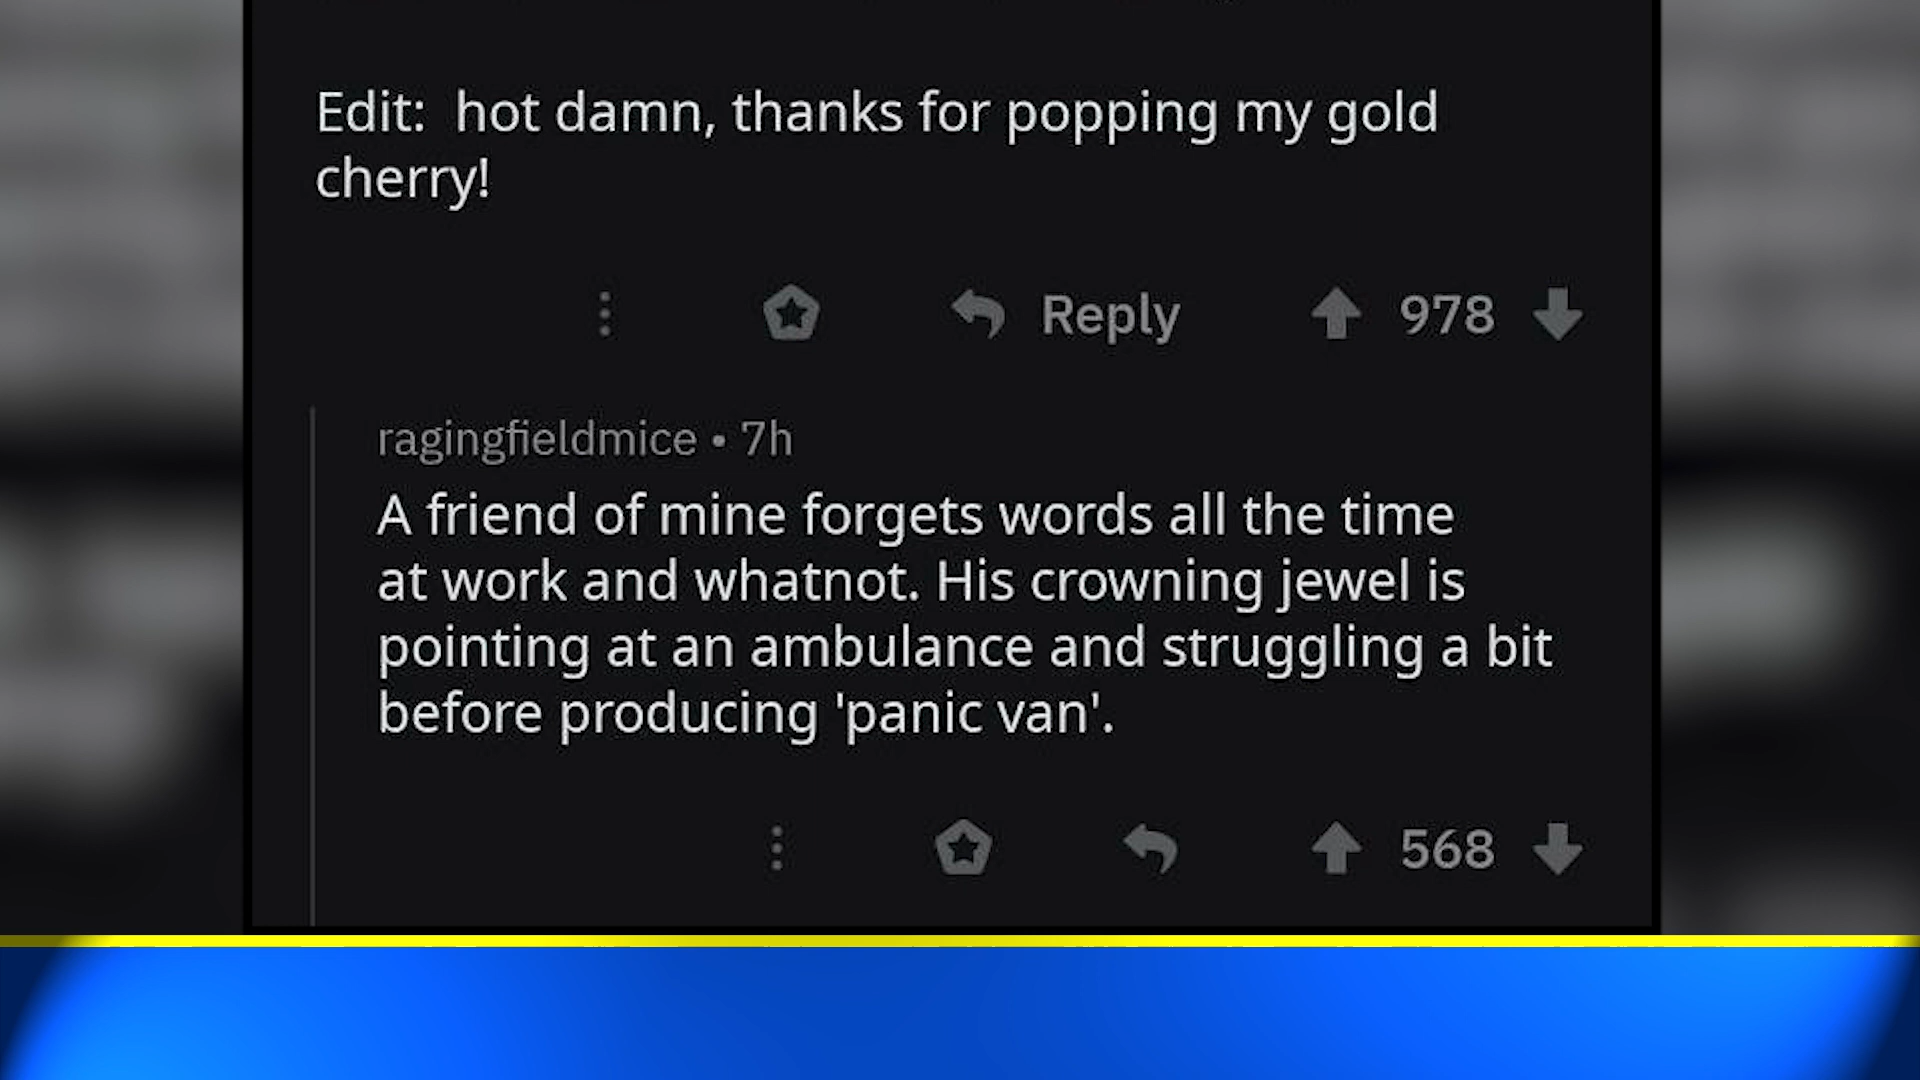 Edit:  hot damn, thanks for popping my gold
cherry!
Reply 978
ragingfieldmice • 7h
A friend of mine forgets words all the time
at work and whatnot. His crowning jewel is
pointing at an ambulance and struggling a bit
before producing 'panic van'.
568